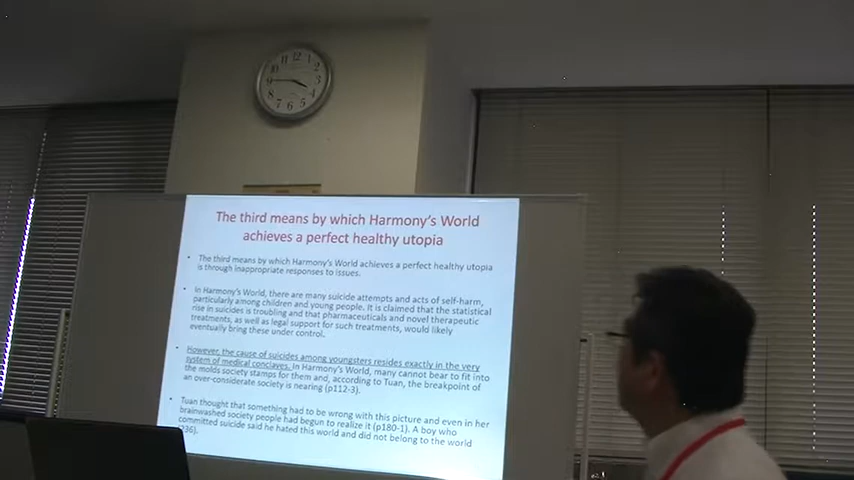 The third means by which Harmony's World
achieves a perfect healthy utopia
• The third means by which Harmony's World achieves a perfect healthy utopia
is through inappropriate responses to issues.
• In Harmony's World, there are many suicide attempts and acts of self-harm,
particularly among children and young people. It is claimed that the statistical
rise in suicides is troubling and that pharmaceuticals and novel therapeutic
treatments, as well as legal support for such treatments, would likely
eventually bring these under control.
• However, the cause of suicides among youngsters resides exactly in the very
system of medical conclaves. In Harmony's World, many cannot bear to fit into
the molds society stamps for them and, according to Tuan, the breakpoint of
an over-considerate society is nearing (p112-3).
• Tuan thought that something had to be wrong with this picture and even in her
brainwashed society people had begun to realize it (p180-1). A boy who
committed suicide said he hated this world and did not belong to the world
236).